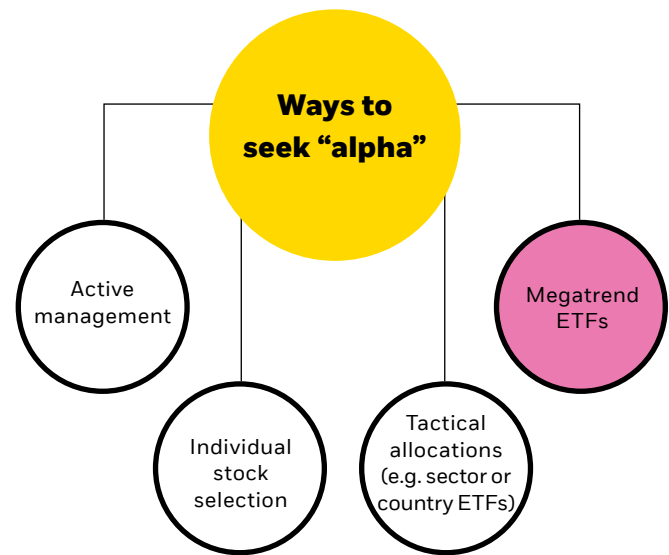 Ways to
seek “alpha”
Active
management
Individual
stock
selection
Tactical
allocations
(e.g. sector or
country ETFs)
Megatrend
ETFs